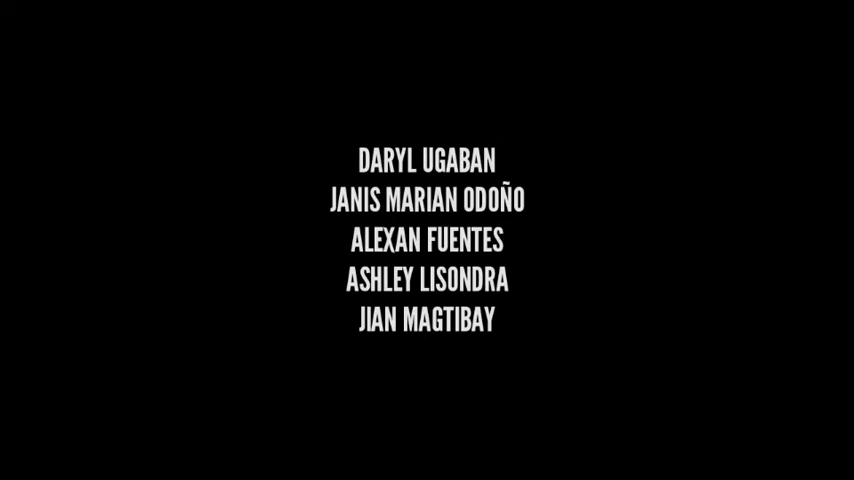 DARYL UGABAN
JANIS MARIAN ODOÑO
ALEXAN FUENTES
ASHLEY LISONDRA
JIAN MAGTIBAY